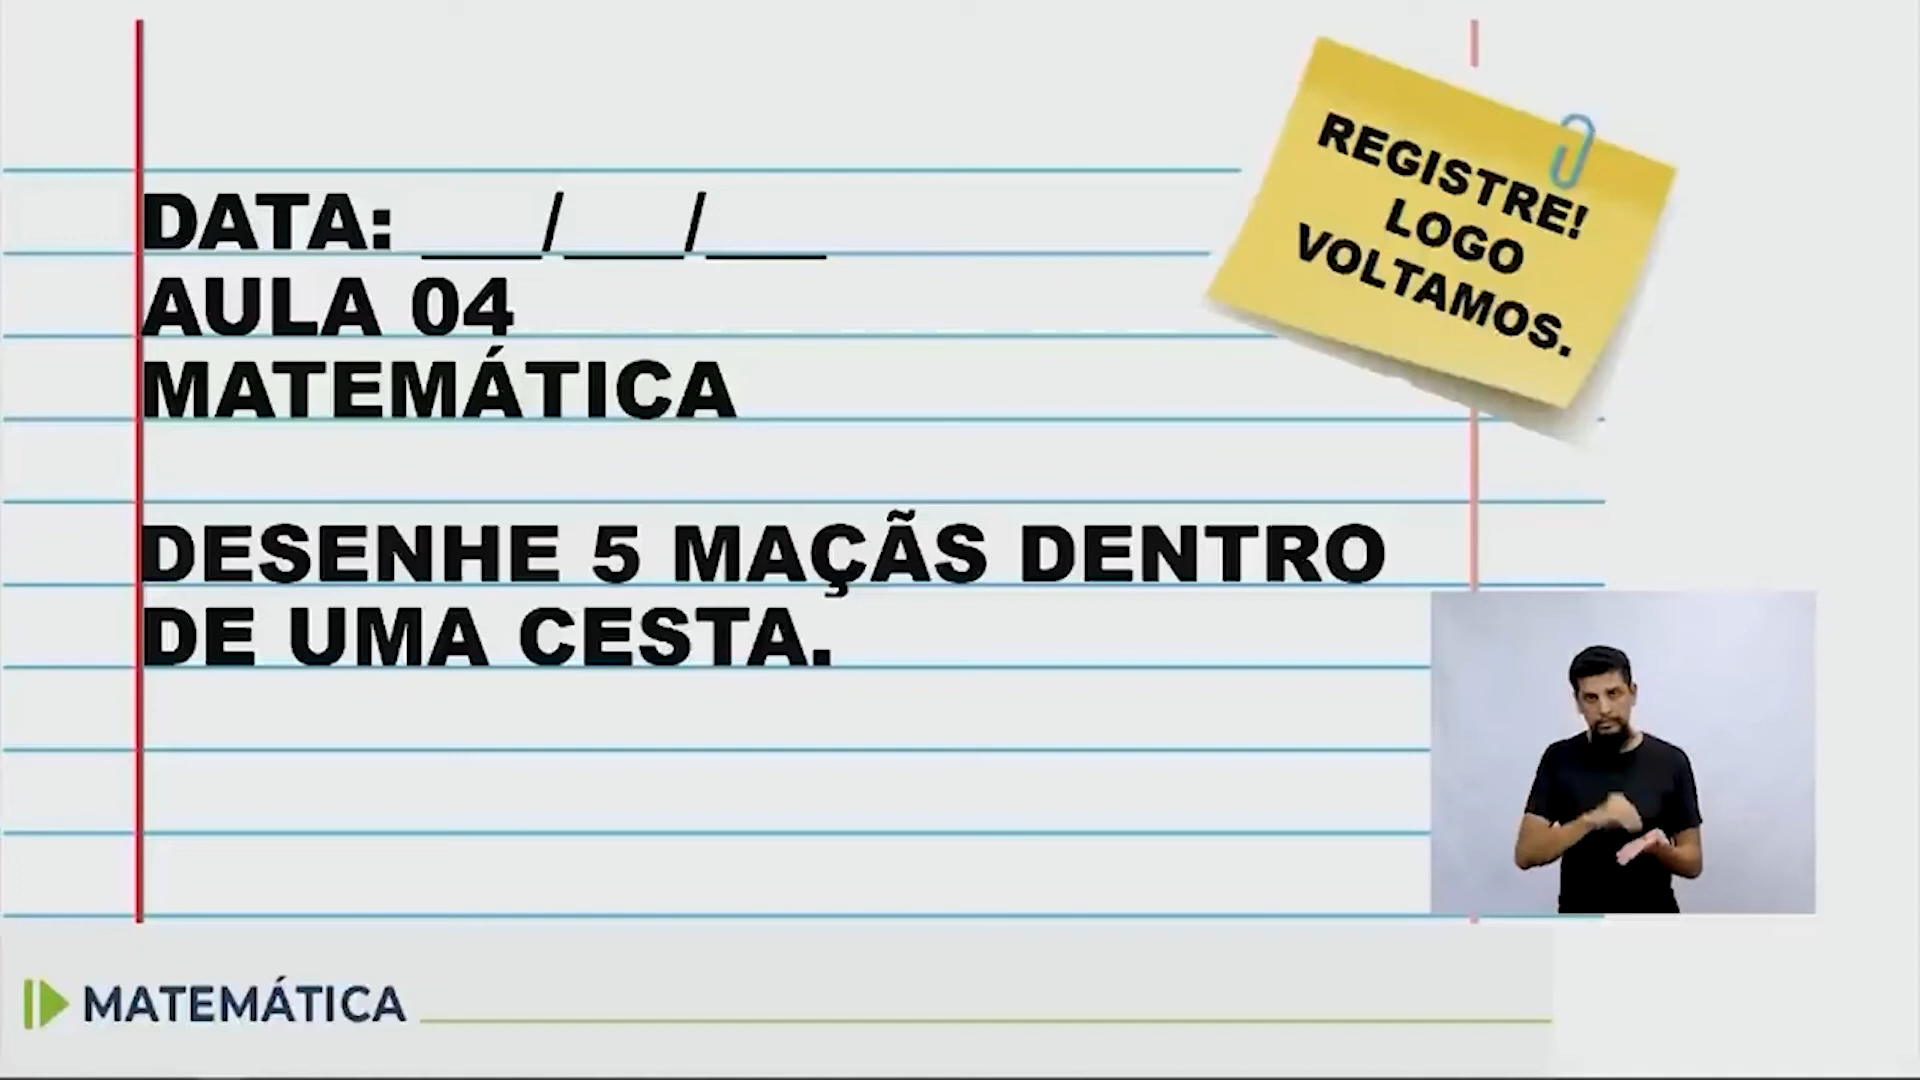 DATA: ___/___/___
AULA 04
MATEMÁTICA
DESENHE 5 MAÇÃS DENTRO
DE UMA CESTA.
REGISTRE!
LOGO
VOLTAMOS.
MATEMÁTICA